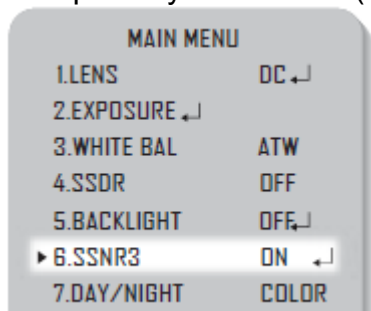 MAIN MENU
1.LENS DC↵
2.EXPOSURE ↵
3.WHITE BAL ATW
4.SSDR OFF
5.BACKLIGHT OFF↵
▸ 6.SSNR3 ON ↵
7.DAY/NIGHT COLOR